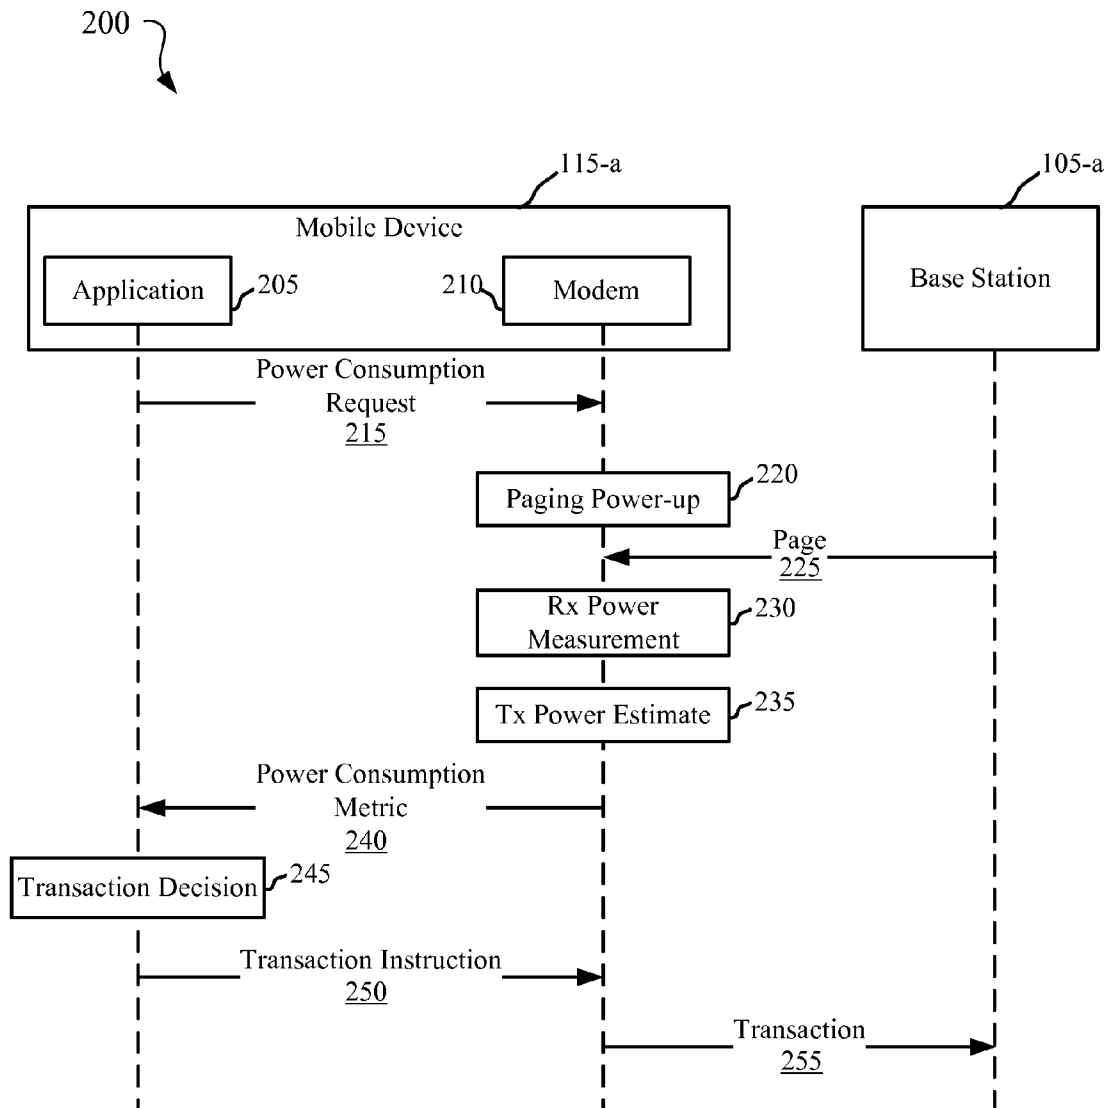 200
115-a
105-a
Mobile Device
Application
205
210
Modem
Base Station
Power Consumption
Request
215
Paging Power-up
220
Page
225
Rx Power
Measurement
230
Tx Power Estimate
235
Power Consumption
Metric
240
Transaction Decision
245
Transaction Instruction
250
Transaction
255